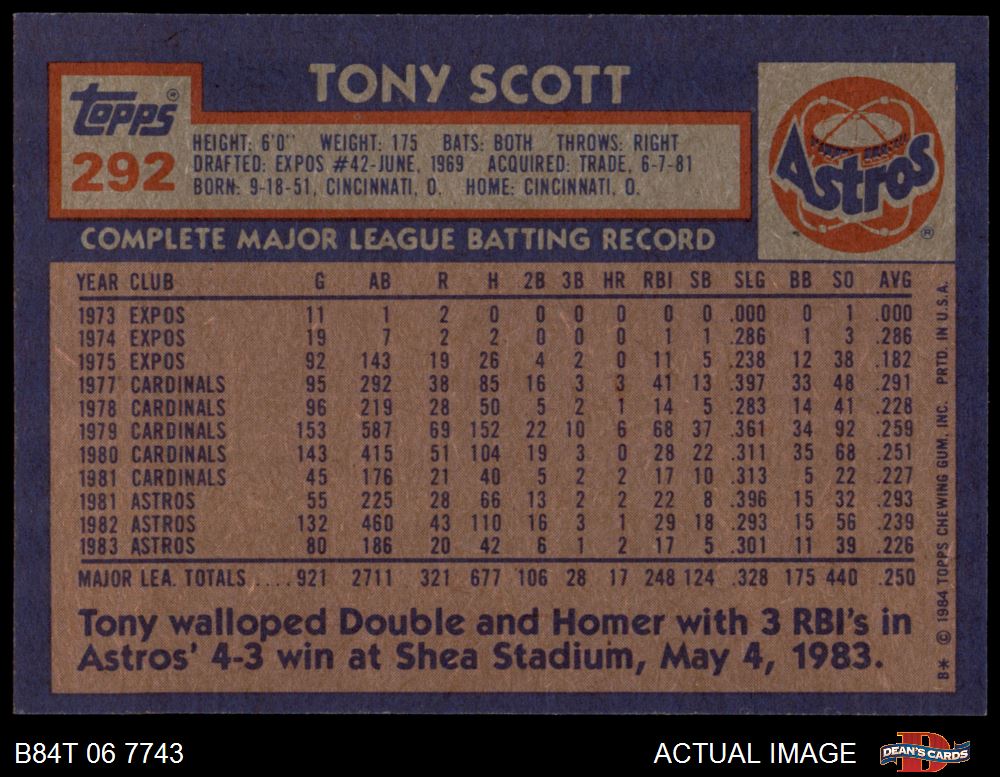 TONY SCOTT
Topps®
292
HEIGHT: 6'0" WEIGHT: 175 BATS: BOTH THROWS: RIGHT
DRAFTED: EXPOS #42-JUNE, 1969 ACQUIRED: TRADE, 6-7-81
BORN: 9-18-51, CINCINNATI, O. HOME: CINCINNATI, O.
Astros
®
COMPLETE MAJOR LEAGUE BATTING RECORD
YEAR CLUB G AB R H 2B 3B HR RBI SB SLG BB SO AVG
1973 EXPOS 11 1 2 0 0 0 0 0 0 .000 0 1 .000
1974 EXPOS 19 7 2 2 0 0 0 1 1 .286 1 3 .286
1975 EXPOS 92 143 19 26 4 2 0 11 5 .238 12 38 .182
1977 CARDINALS 95 292 38 85 16 3 3 41 13 .397 33 48 .291
1978 CARDINALS 96 219 28 50 5 2 1 14 5 .283 14 41 .228
1979 CARDINALS 153 587 69 152 22 10 6 68 37 .361 34 92 .259
1980 CARDINALS 143 415 51 104 19 3 0 28 22 .311 35 68 .251
1981 CARDINALS 45 176 21 40 5 2 2 17 10 .313 5 22 .227
1981 ASTROS 55 225 28 66 13 2 2 22 8 .396 15 32 .293
1982 ASTROS 132 460 43 110 16 3 1 29 18 .293 15 56 .239
1983 ASTROS 80 186 20 42 6 1 2 17 5 .301 11 39 .226
MAJOR LEA. TOTALS ....921 2711 321 677 106 28 17 248 124 .328 175 440 .250
Tony walloped Double and Homer with 3 RBI's in
Astros' 4-3 win at Shea Stadium, May 4, 1983.
B* © 1984 TOPPS CHEWING GUM, INC. PRTD. IN U.S.A.
B84T 06 7743
ACTUAL IMAGE
DEAN'S CARDS